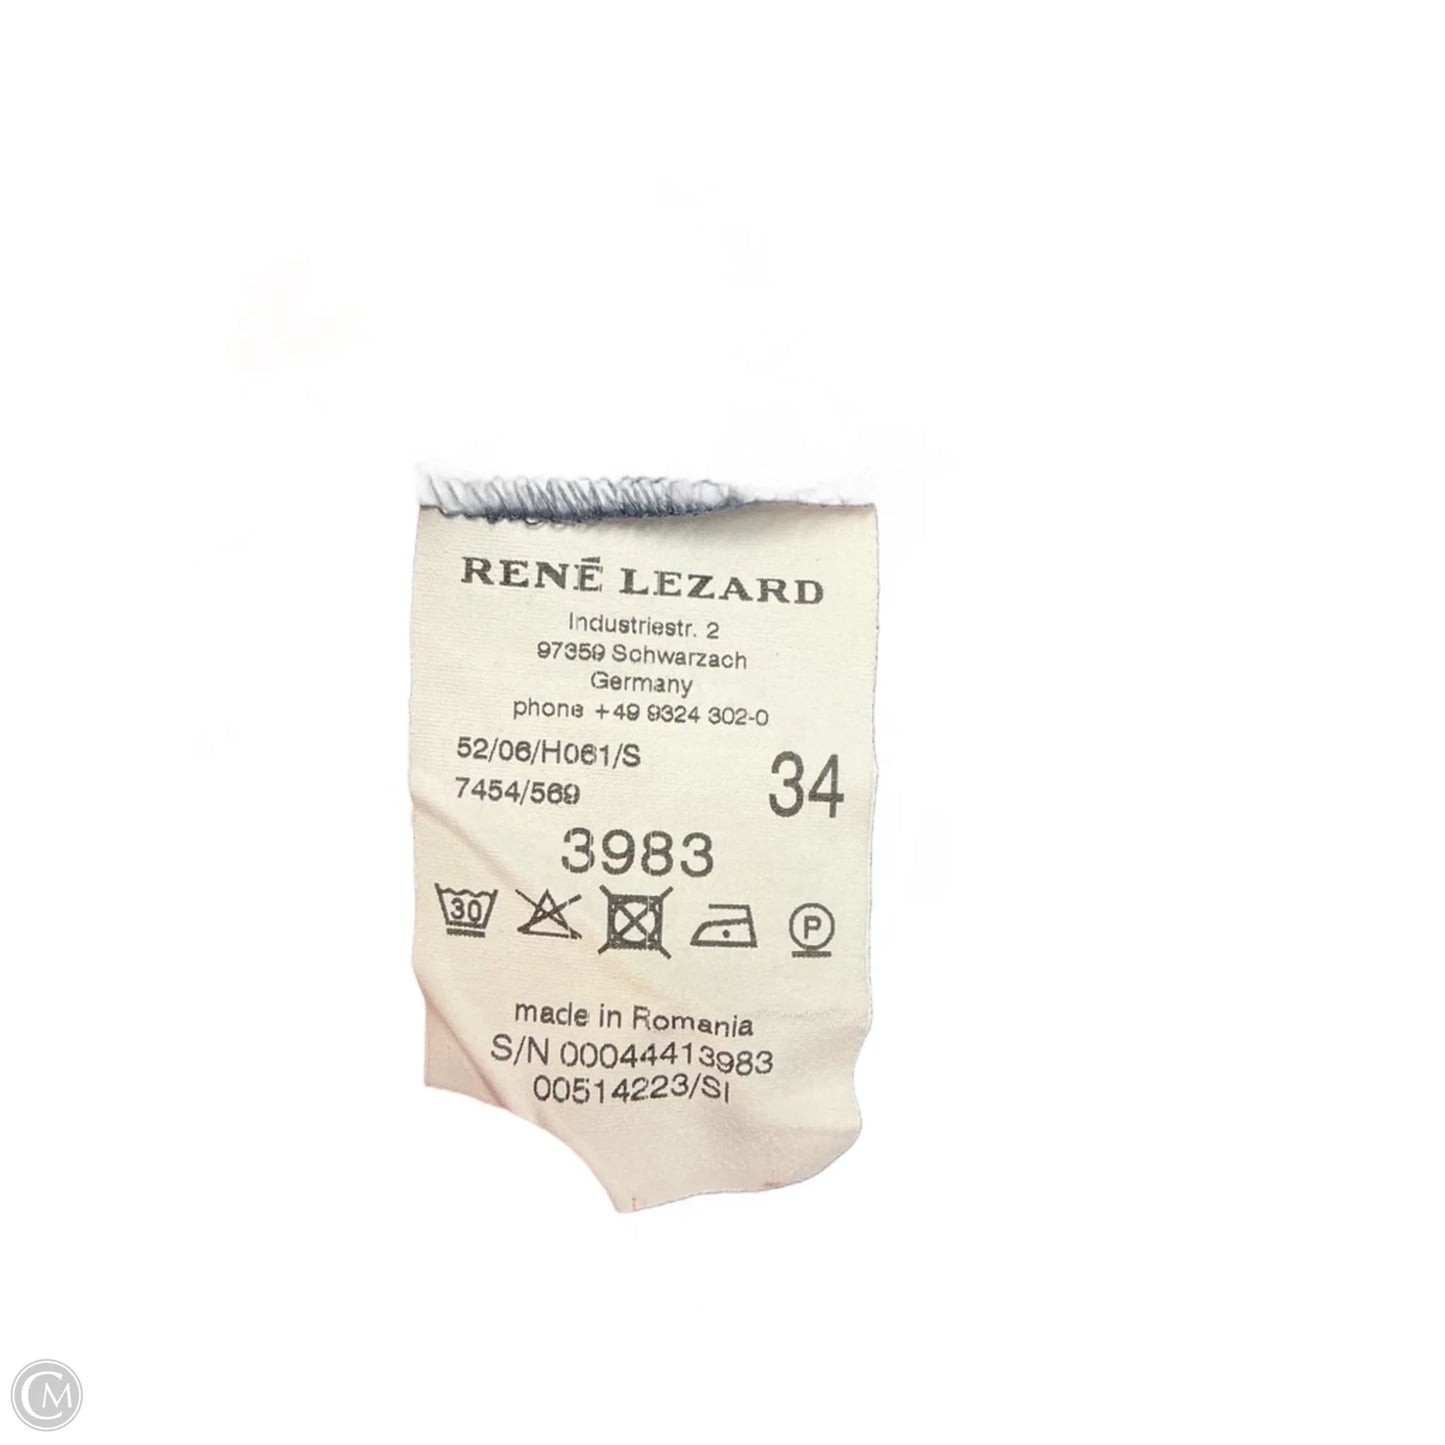 RENÉ LEZARD
Industriestr. 2
97359 Schwarzach
Germany
phone +49 9324 302-0
52/06/H061/S
7454/569
34
3983
30
P
made in Romania
S/N 00044413983
00514223/SI
CM